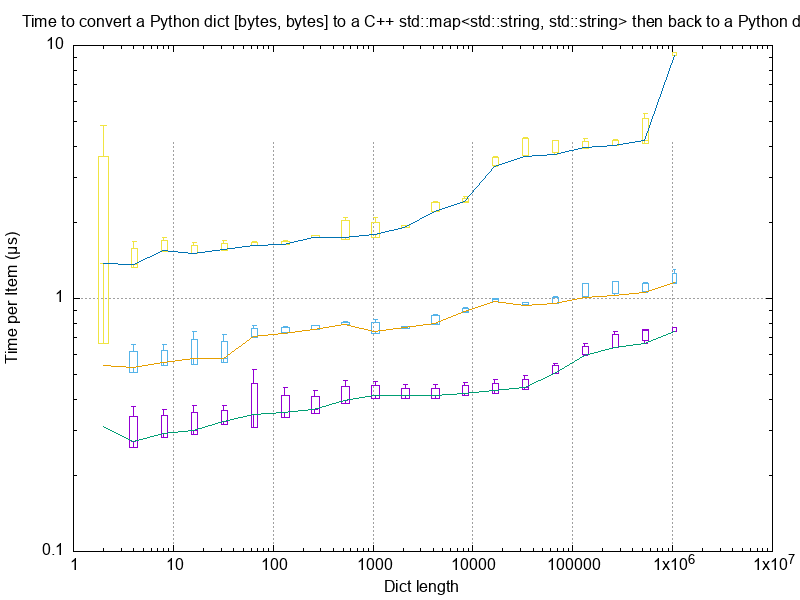 Time to convert a Python dict [bytes, bytes] to a C++ std::map<std::string, std::string> then back to a Python d
10
1
0.1
Time per Item (µs)
1 10 100 1000 10000 100000 1x10^6 1x10^7
Dict length